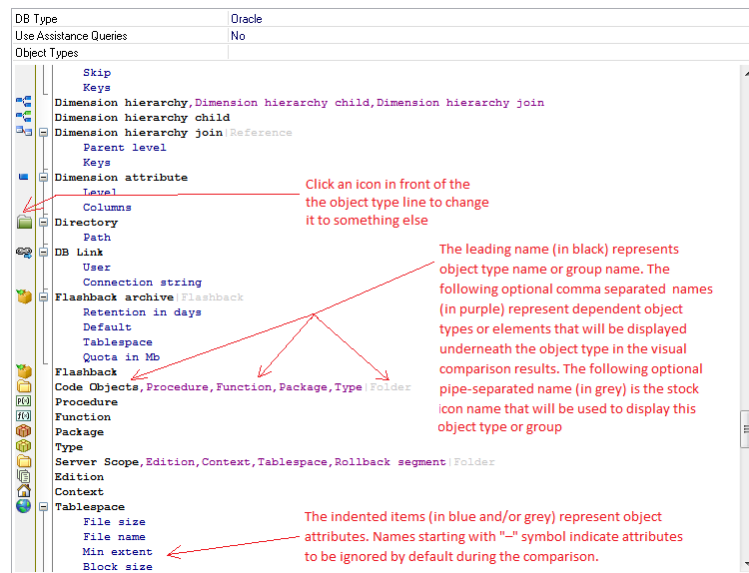 DB Type Oracle
Use Assistance Queries No
Object Types
Skip
Keys
Dimension hierarchy,Dimension hierarchy child,Dimension hierarchy join
Dimension hierarchy child
Dimension hierarchy join|Reference
Parent level
Keys
Dimension attribute
Level
Columns
Directory
Path
DB Link
User
Connection string
Flashback archive|Flashback
Retention in days
Default
Tablespace
Quota in Mb
Flashback
Code Objects,Procedure,Function,Package,Type|Folder
Procedure
Function
Package
Type
Server Scope,Edition,Context,Tablespace,Rollback segment|Folder
Edition
Context
Tablespace
File size
File name
Min extent
Block size
Click an icon in front of the
the object type line to change
it to something else
The leading name (in black) represents
object type name or group name. The
following optional comma separated names
(in purple) represent dependent object
types or elements that will be displayed
underneath the object type in the visual
comparison results. The following optional
pipe-separated name (in grey) is the stock
icon name that will be used to display this
object type or group
The indented items (in blue and/or grey) represent object
attributes. Names starting with "–" symbol indicate attributes
to be ignored by default during the comparison.